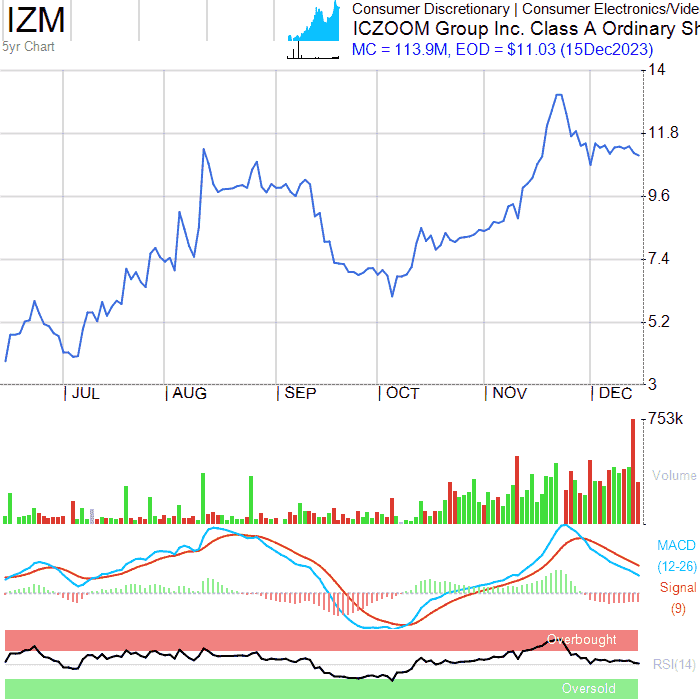 IZM
5yr Chart
Consumer Discretionary | Consumer Electronics/Vide
ICZOOM Group Inc. Class A Ordinary Sh
MC = 113.9M, EOD = $11.03 (15Dec2023)
14
11.8
9.6
7.4
5.2
3
JUL AUG SEP OCT NOV DEC
753k
Volume
MACD
(12-26)
Signal
(9)
Overbought
RSI(14)
Oversold